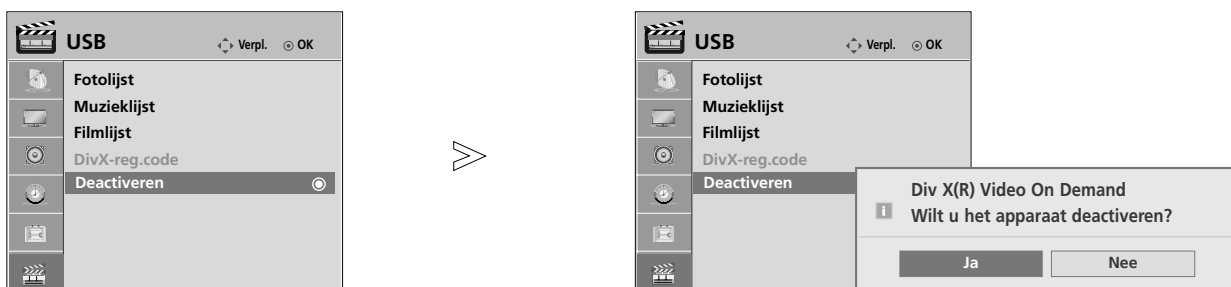 USB Verpl. OK
Fotolijst
Muzieklijst
Filmlijst
DivX-reg.code
Deactiveren
USB Verpl. OK
Fotolijst
Muzieklijst
Filmlijst
DivX-reg.code
Deactiveren
Div X(R) Video On Demand
Wilt u het apparaat deactiveren?
Ja Nee